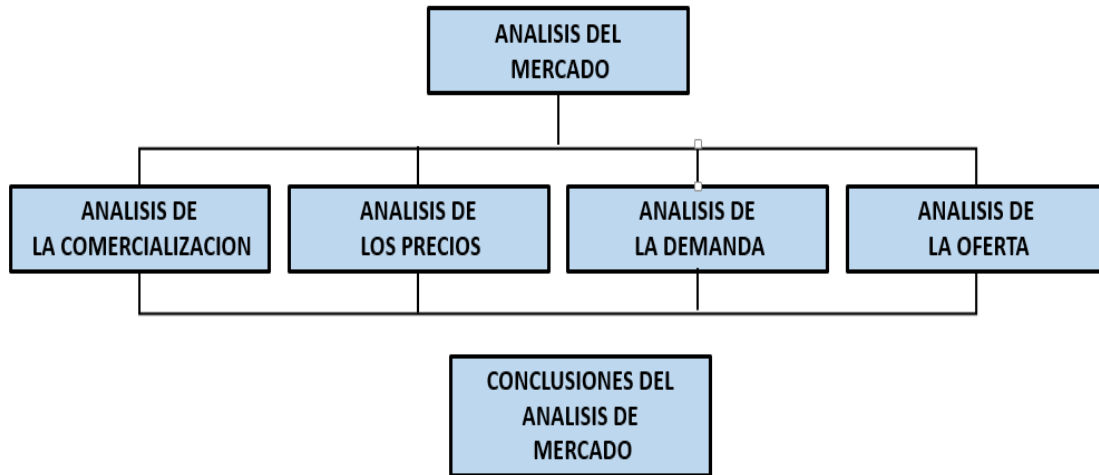 ANALISIS DEL
MERCADO
ANALISIS DE
LA COMERCIALIZACION
ANALISIS DE
LOS PRECIOS
ANALISIS DE
LA DEMANDA
ANALISIS DE
LA OFERTA
CONCLUSIONES DEL
ANALISIS DE
MERCADO